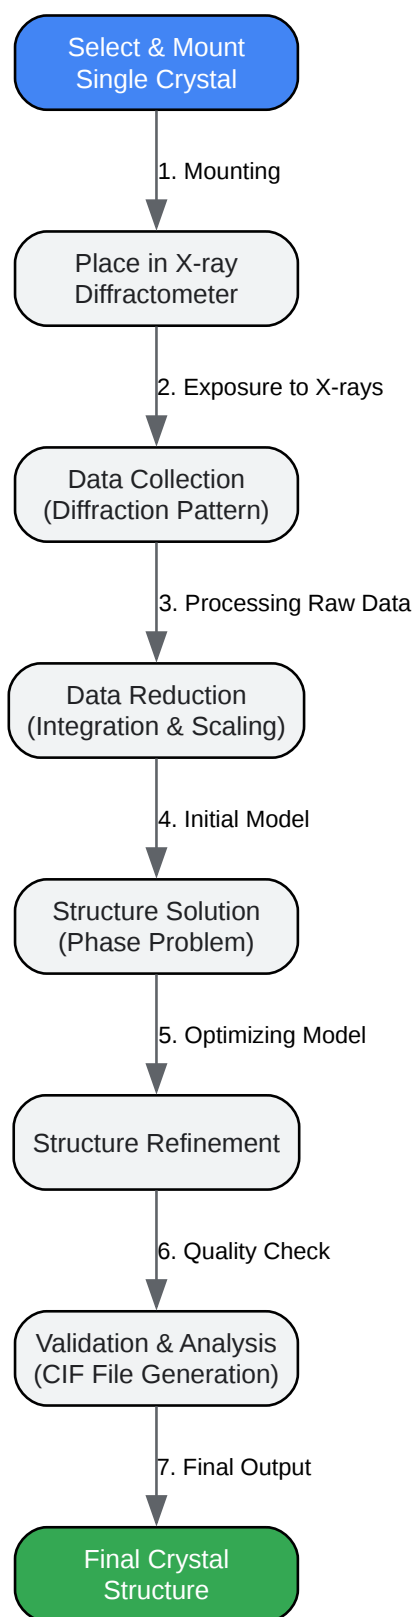 Select & Mount
Single Crystal
1. Mounting
Place in X-ray
Diffractometer
2. Exposure to X-rays
Data Collection
(Diffraction Pattern)
3. Processing Raw Data
Data Reduction
(Integration & Scaling)
4. Initial Model
Structure Solution
(Phase Problem)
5. Optimizing Model
Structure Refinement
6. Quality Check
Validation & Analysis
(CIF File Generation)
7. Final Output
Final Crystal
Structure